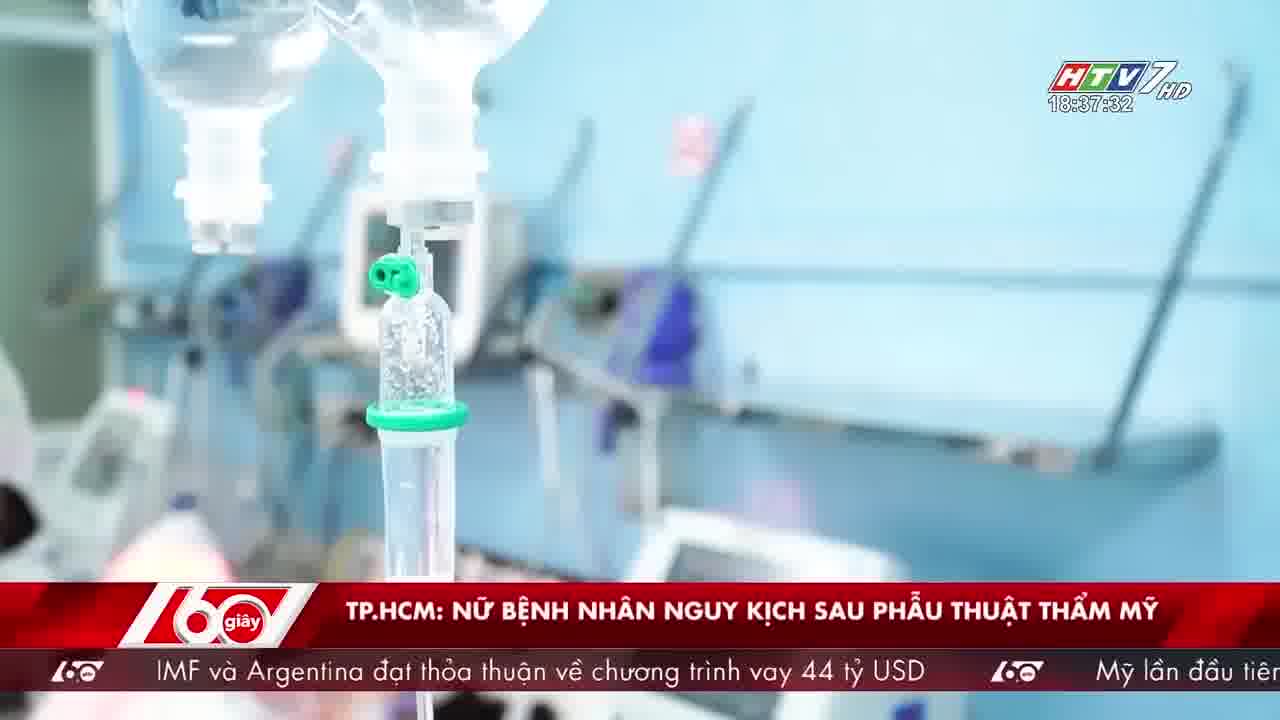 HTV7 HD
18:37:32
60 giây
TP.HCM: NỮ BỆNH NHÂN NGUY KỊCH SAU PHẪU THUẬT THẨM MỸ
60 IMF và Argentina đạt thỏa thuận về chương trình vay 44 tỷ USD 60 Mỹ lần đầu tiên